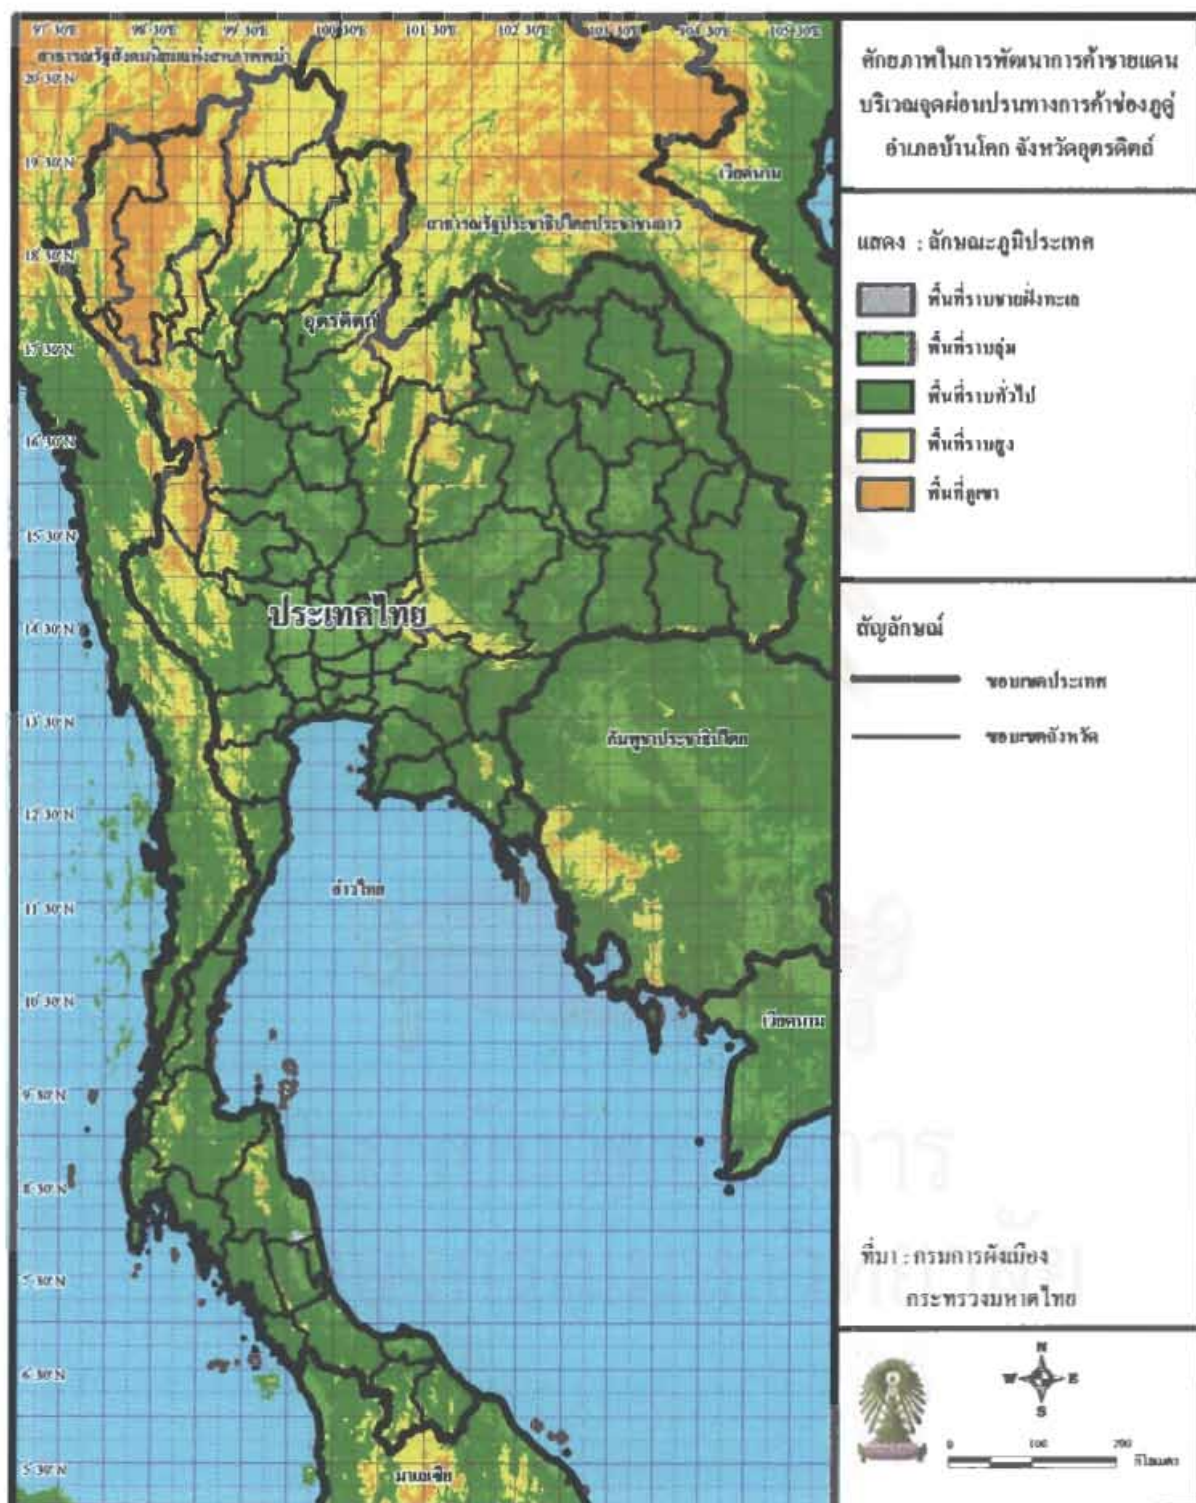 97°30'E 98°30'E 99°30'E 100°30'E 101°30'E 102°30'E 103°30'E 104°30'E 105°30'E
สาธารณรัฐสังคมนิยมแห่งสหภาพพม่า
20°30'N
19°30'N
18°30'N
17°30'N
16°30'N
15°30'N
14°30'N
13°30'N
12°30'N
11°30'N
10°30'N
9°30'N
8°30'N
7°30'N
6°30'N
5°30'N
เวียดนาม
สาธารณรัฐประชาธิปไตยประชาชนลาว
อุตรดิตถ์
ประเทศไทย
กัมพูชาประชาธิปไตย
อ่าวไทย
เวียดนาม
มาเลเซีย
ศักยภาพในการพัฒนาการค้าชายแดน
บริเวณจุดผ่อนปรนทางการค้าช่องภูดู่
อำเภอบ้านโคก จังหวัดอุตรดิตถ์
แสดง : ลักษณะภูมิประเทศ
พื้นที่ราบชายฝั่งทะเล
พื้นที่ราบลุ่ม
พื้นที่ราบทั่วไป
พื้นที่ราบสูง
พื้นที่ภูเขา
สัญลักษณ์
ขอบเขตประเทศ
ขอบเขตจังหวัด
ที่มา : กรมการผังเมือง
กระทรวงมหาดไทย
N
W E
S
0 100 200
กิโลเมตร